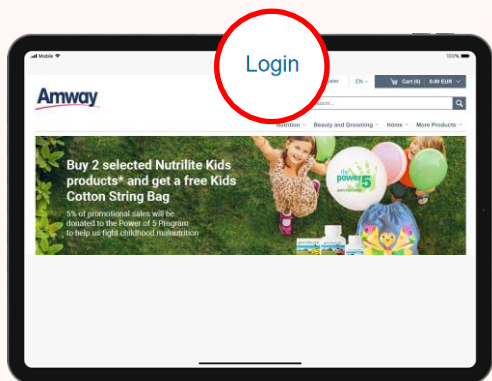 Login
Mobile
100%
EN
Cart (0) 0.00 EUR
Amway
Search...
Nutrition Beauty and Grooming Home More Products
Buy 2 selected Nutrilite Kids
products* and get a free Kids
Cotton String Bag
5% of promotional sales will be
donated to the Power of 5 Program
to help us fight childhood malnutrition
the
power
5